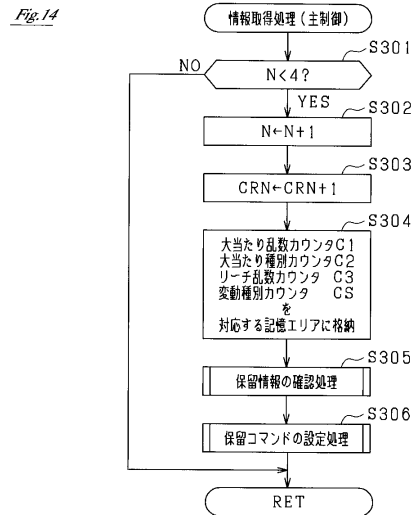 Fig.14
情報取得処理(主制御)
S301
N<4?
NO
YES
S302
N←N+1
S303
CRN←CRN+1
S304
大当たり乱数カウンタC1
大当たり種別カウンタC2
リーチ乱数カウンタ C3
変動種別カウンタ CS
を
対応する記憶エリアに格納
S305
保留情報の確認処理
S306
保留コマンドの設定処理
RET